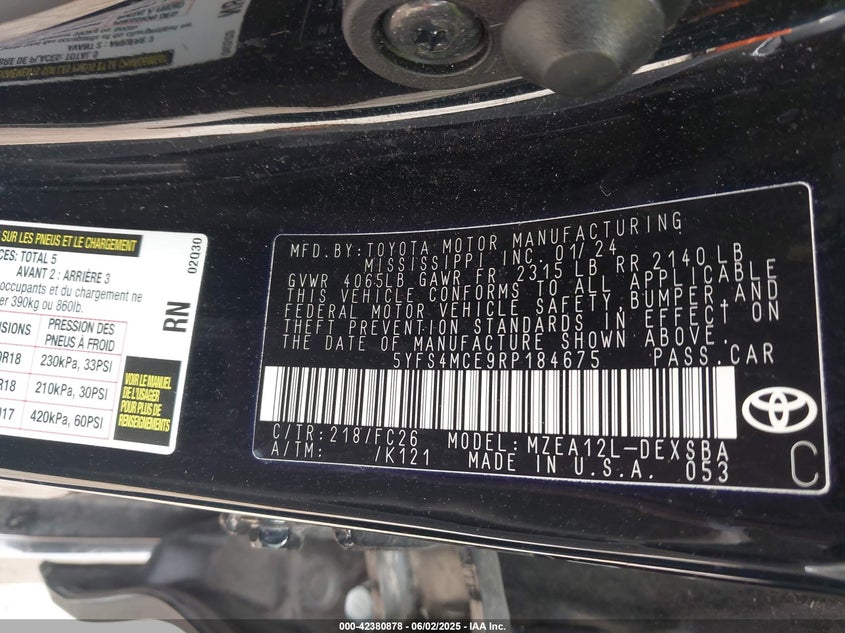 SUR LES PNEUS ET LE CHARGEMENT
CES: TOTAL 5
AVANT 2 : ARRIÈRE 3
occupants et du chargement ne
er 390kg ou 860lb.
NSIONS PRESSION DES PNEUS À FROID
0R18 230kPa, 33PSI
R18 210kPa, 30PSI
017 420kPa, 60PSI
VOIR LE MANUEL
DE L'USAGER
POUR PLUS DE
RENSEIGNEMENTS
RN
02030
MFD. BY: TOYOTA MOTOR MANUFACTURING
MISSISSIPPI INC. 01/24
GVWR 4065LB GAWR FR 2315 LB RR 2140 LB
THIS VEHICLE CONFORMS TO ALL APPLICABLE
FEDERAL MOTOR VEHICLE SAFETY, BUMPER, AND
THEFT PREVENTION STANDARDS IN EFFECT ON
THE DATE OF MANUFACTURE SHOWN ABOVE.
5YFS4MCE9RP184675 PASS. CAR
C/TR: 2187FC26 MODEL: MZEA12L-DEXSBA
A/TM: /K121 MADE IN U.S.A. 053
C
000-42380878 - 06/02/2025 - IAA Inc.